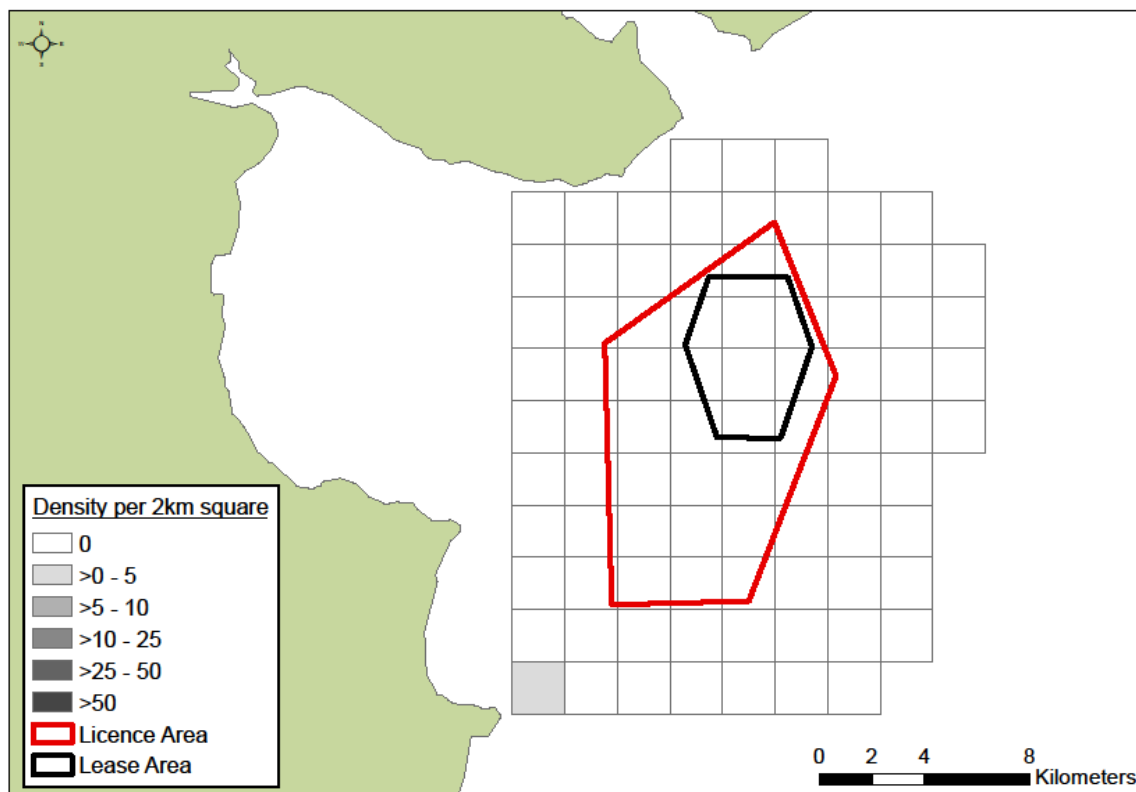 N
W E
S
Density per 2km square
0
>0 - 5
>5 - 10
>10 - 25
>25 - 50
>50
Licence Area
Lease Area
0 2 4 8
Kilometers